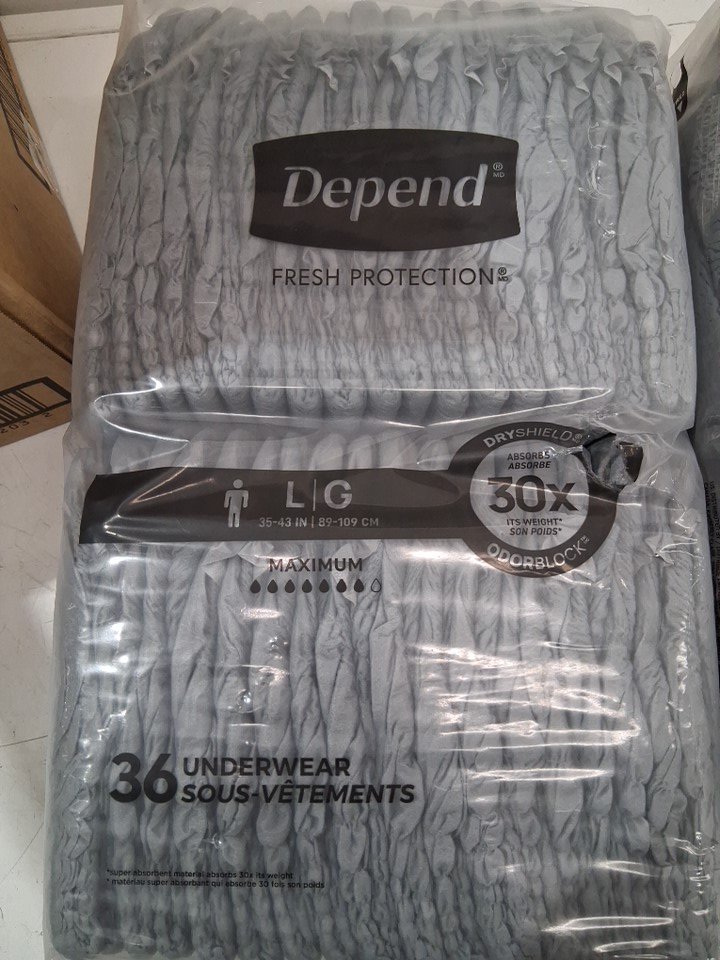 Depend® MD
FRESH PROTECTION® MD
DRYSHIELD
ABSORBS
ABSORBE
30x
ITS WEIGHT*
SON POIDS*
ODORBLOCK
L|G
35-43 IN | 89-109 CM
MAXIMUM
36 UNDERWEAR
SOUS-VÊTEMENTS
*super absorbent material absorbs 30x its weight
* matériau super absorbant qui absorbe 30 fois son poids
203 2